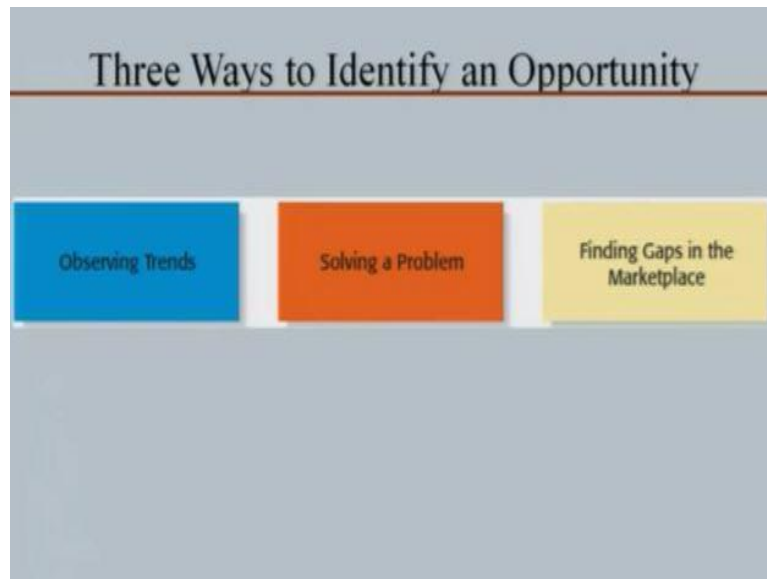 Three Ways to Identify an Opportunity
Observing Trends
Solving a Problem
Finding Gaps in the
Marketplace